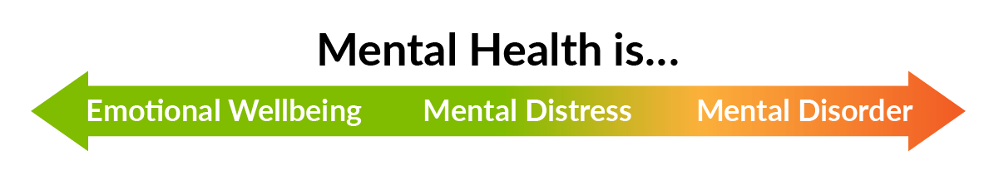 Mental Health is...
Emotional Wellbeing Mental Distress Mental Disorder